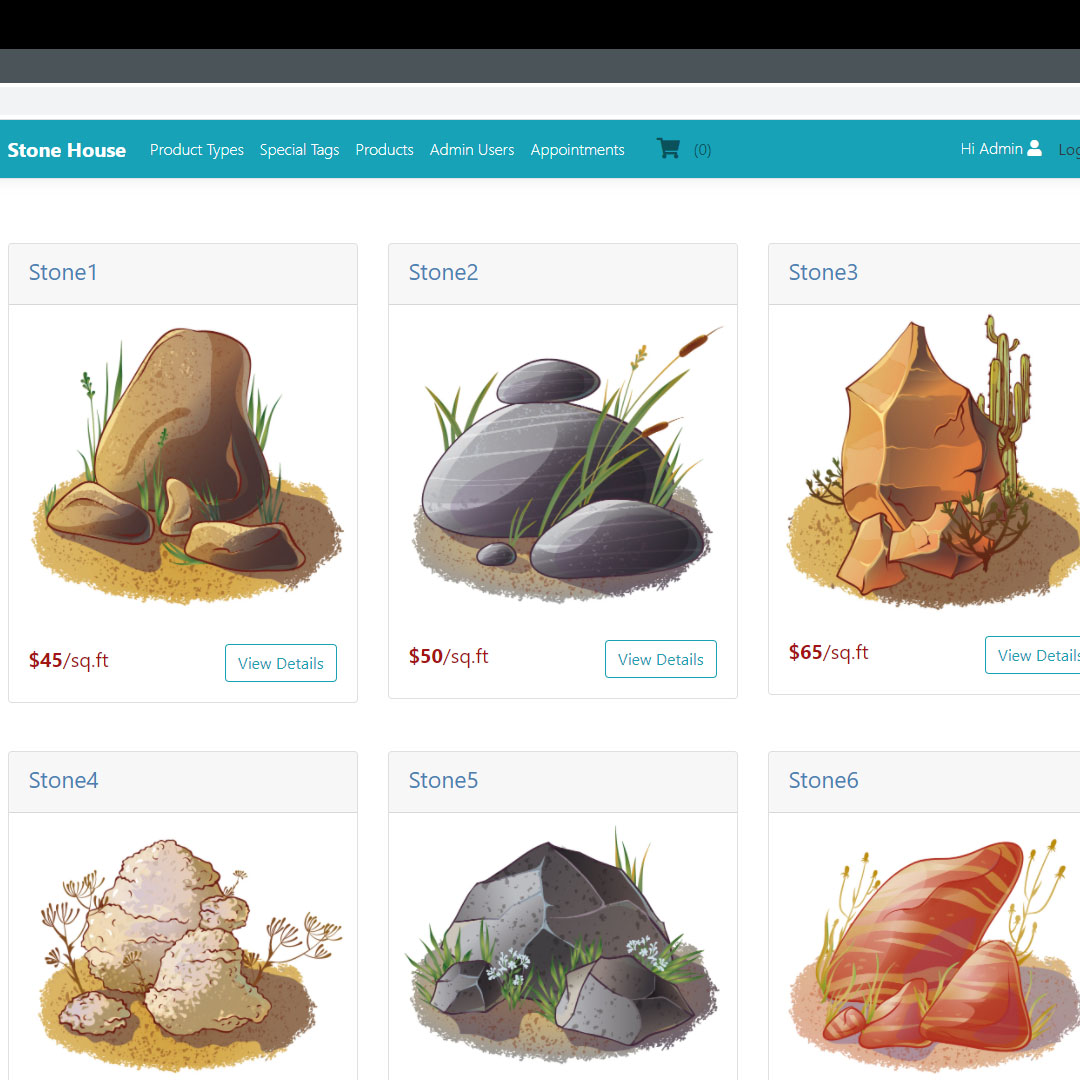 Stone House Product Types Special Tags Products Admin Users Appointments (0) Hi Admin
Stone1 Stone2 Stone3
$45/sq.ft View Details $50/sq.ft View Details $65/sq.ft View Details
Stone4 Stone5 Stone6